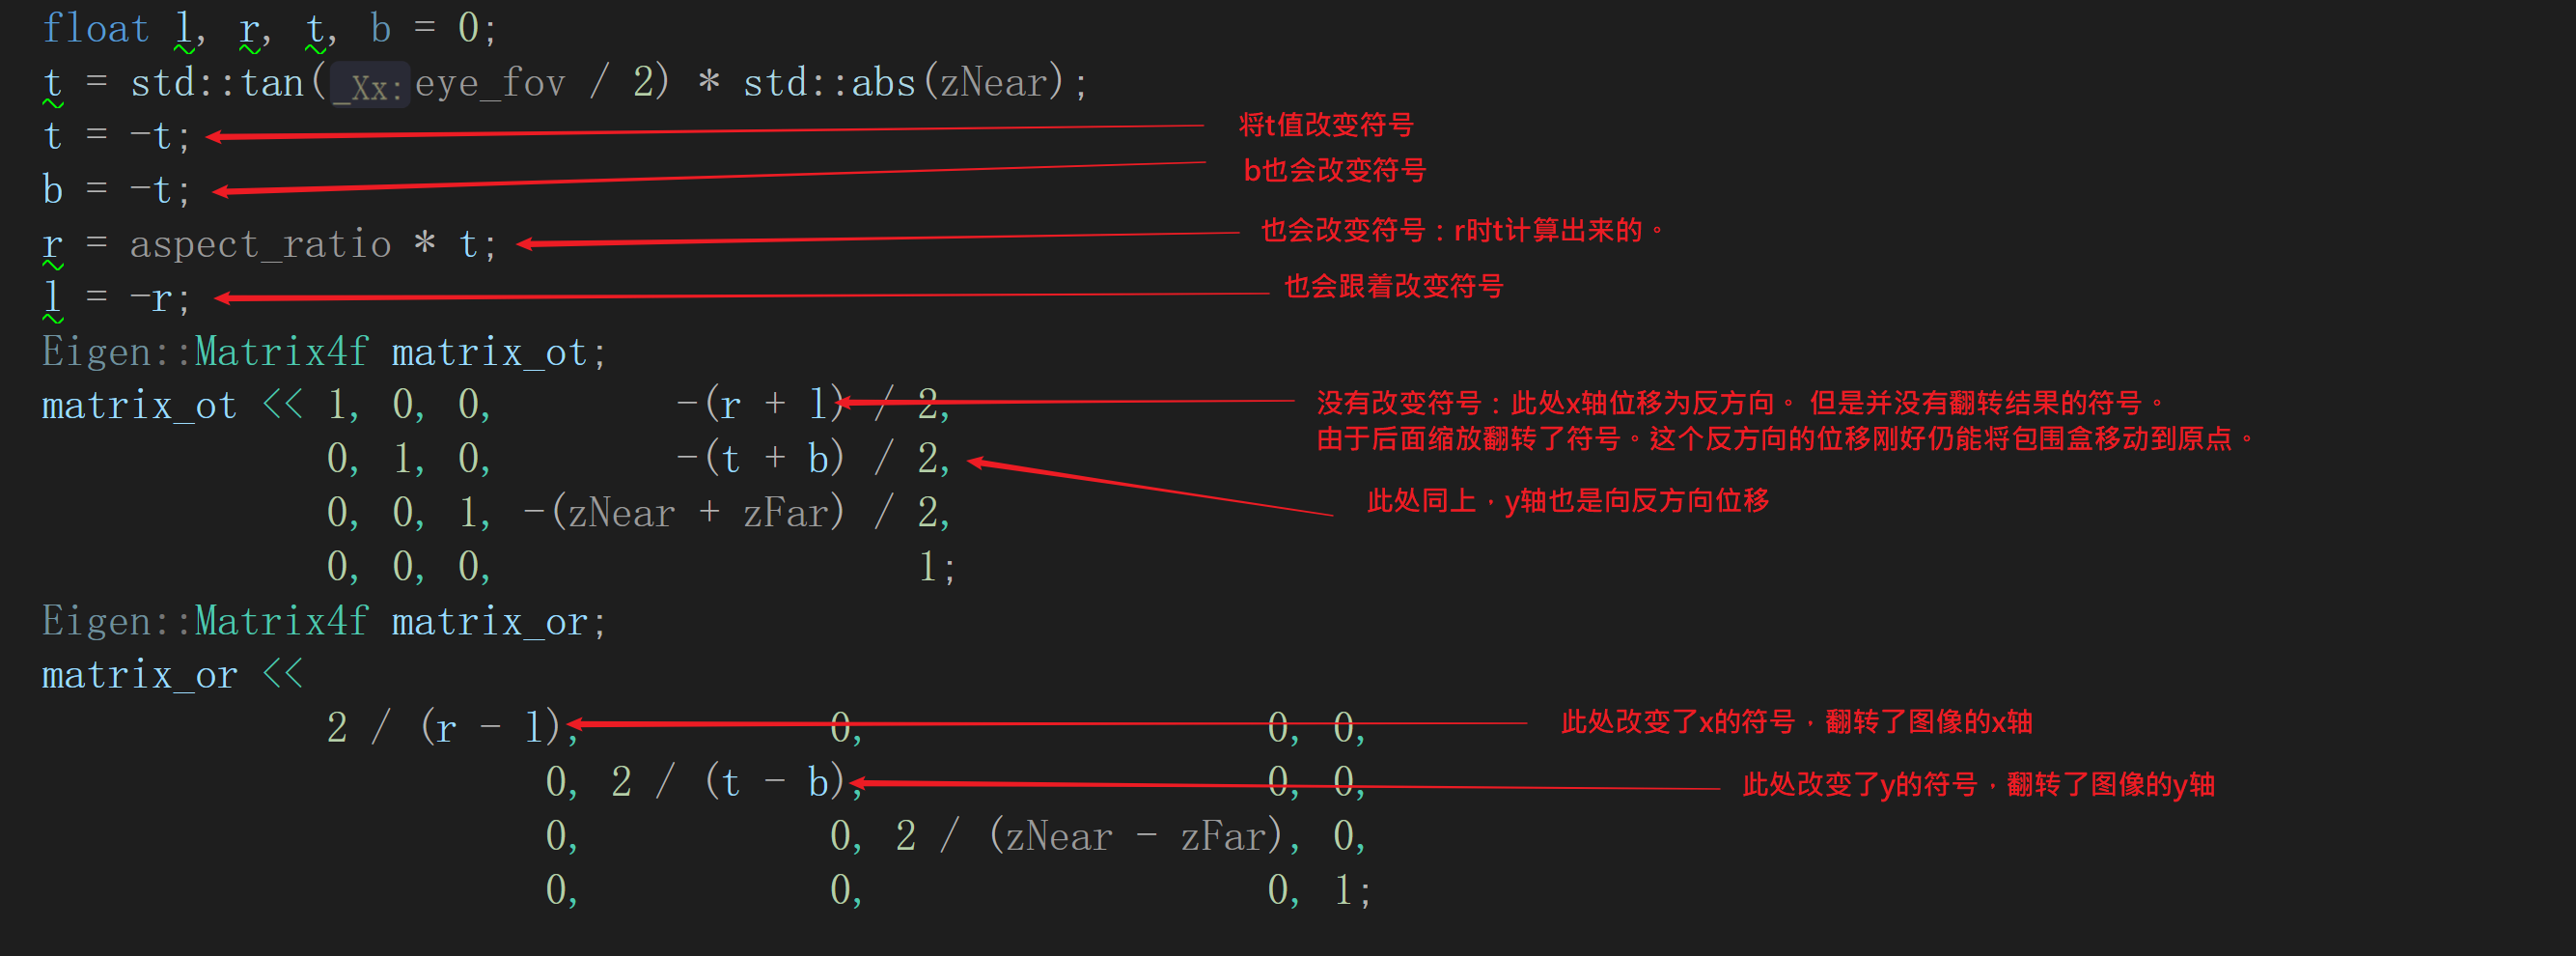 float l, r, t, b = 0;
t = std::tan(_Xx:eye_fov / 2) * std::abs(zNear);
t = -t;
将t值改变符号
b = -t;
b也会改变符号
r = aspect_ratio * t;
也会改变符号：r时t计算出来的。
l = -r;
也会跟着改变符号
Eigen::Matrix4f matrix_ot;
matrix_ot << 1, 0, 0, -(r + l) / 2,
没有改变符号：此处x轴位移为反方向。 但是并没有翻转结果的符号。
由于后面缩放翻转了符号。这个反方向的位移刚好仍能将包围盒移动到原点。
0, 1, 0, -(t + b) / 2,
此处同上，y轴也是向反方向位移
0, 0, 1, -(zNear + zFar) / 2,
0, 0, 0, 1;
Eigen::Matrix4f matrix_or;
matrix_or <<
2 / (r - l), 0, 0, 0,
此处改变了x的符号，翻转了图像的x轴
0, 2 / (t - b), 0, 0,
此处改变了y的符号，翻转了图像的y轴
0, 0, 2 / (zNear - zFar), 0,
0, 0, 0, 1;